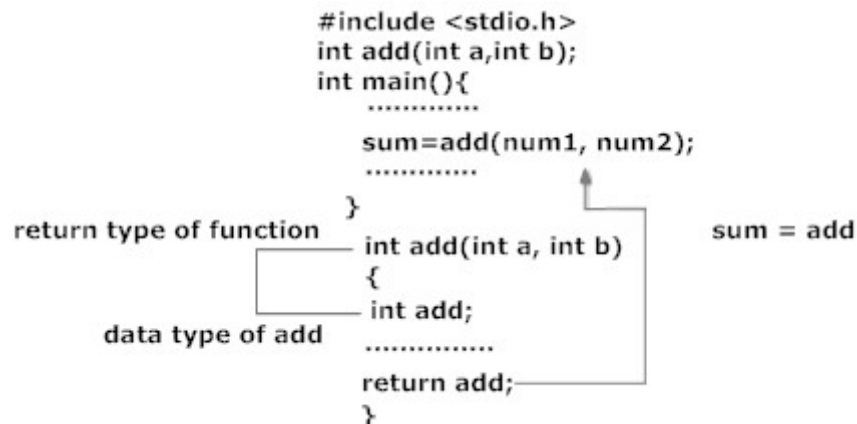 #include <stdio.h>
int add(int a,int b);
int main(){
.............
sum=add(num1, num2);
.............
}
return type of function
sum = add
int add(int a, int b)
{
int add;
data type of add
...............
return add;
}